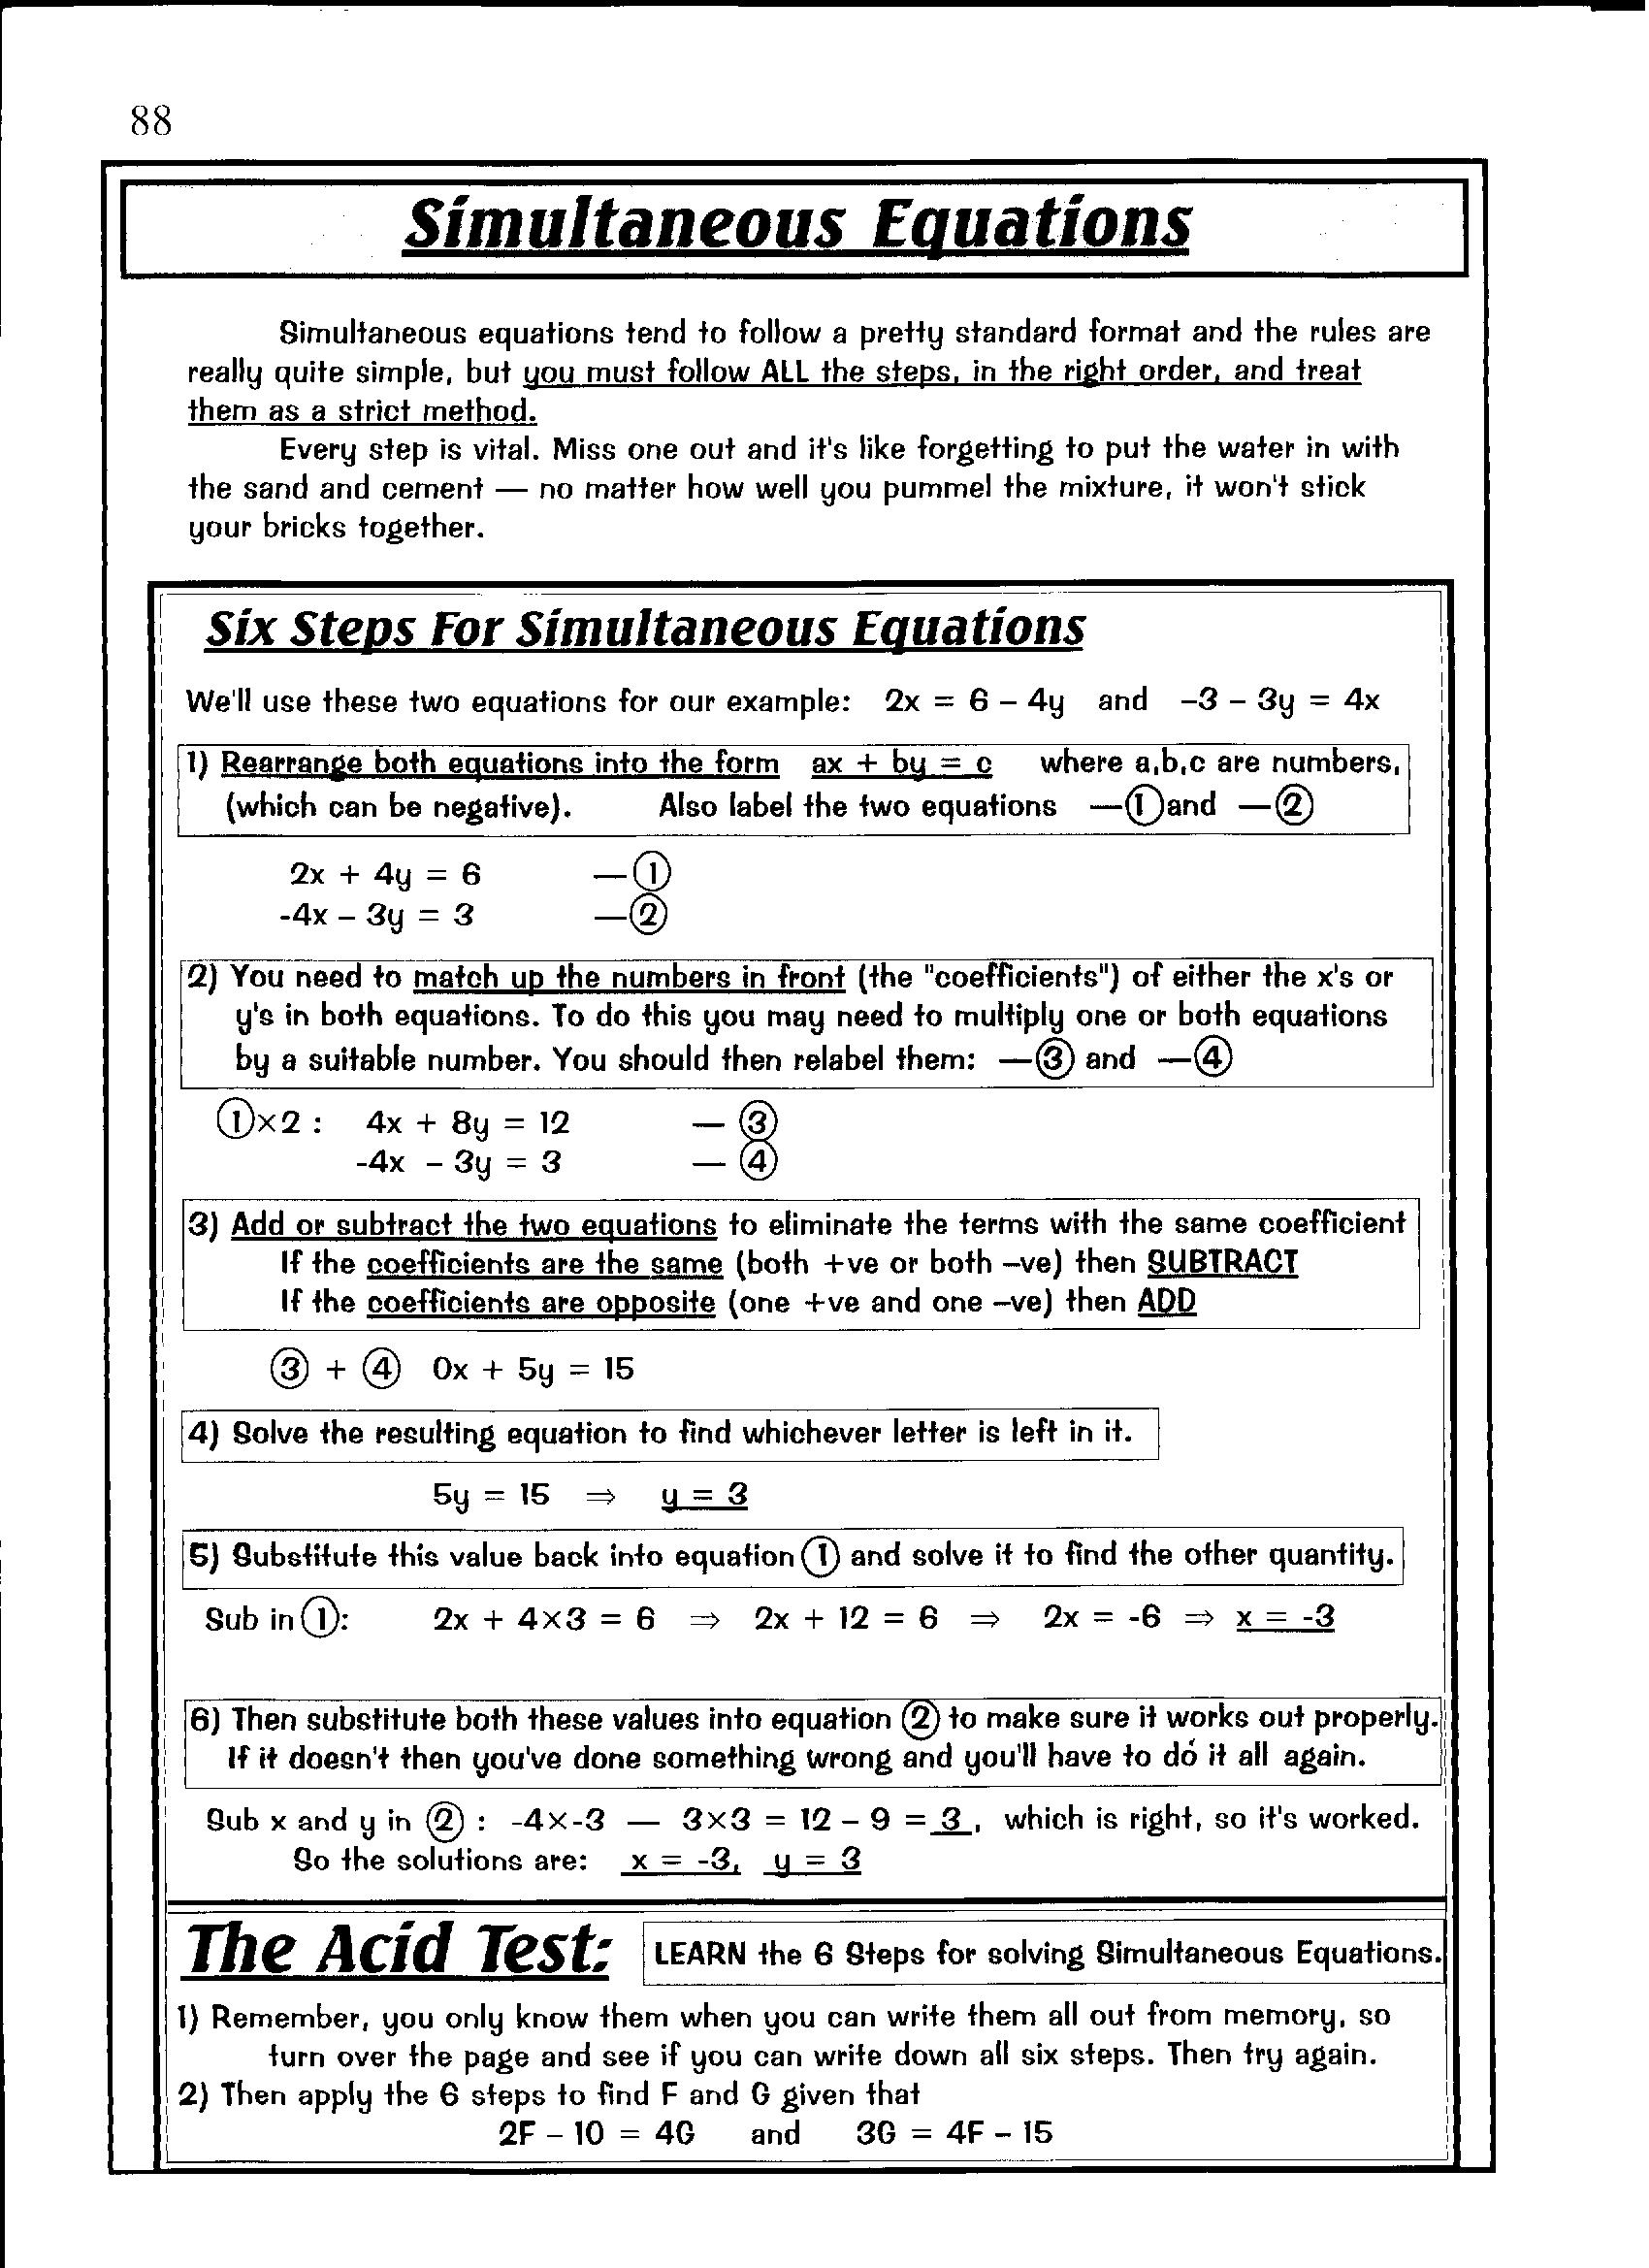 88
Simultaneous Equations
Simultaneous equations tend to follow a pretty standard format and the rules are
really quite simple, but you must follow ALL the steps, in the right order, and treat
them as a strict method.
Every step is vital. Miss one out and it's like forgetting to put the water in with
the sand and cement — no matter how well you pummel the mixture, it won't stick
your bricks together.
Six Steps For Simultaneous Equations
We'll use these two equations for our example: 2x = 6 – 4y and –3 – 3y = 4x
1) Rearrange both equations into the form ax + by = c where a,b,c are numbers,
(which can be negative). Also label the two equations —① and —②
2x + 4y = 6 —①
-4x – 3y = 3 —②
2) You need to match up the numbers in front (the "coefficients") of either the x's or
y's in both equations. To do this you may need to multiply one or both equations
by a suitable number. You should then relabel them: —③ and —④
①×2 : 4x + 8y = 12 — ③
-4x – 3y = 3 — ④
3) Add or subtract the two equations to eliminate the terms with the same coefficient
If the coefficients are the same (both +ve or both –ve) then SUBTRACT
If the coefficients are opposite (one +ve and one –ve) then ADD
③ + ④ 0x + 5y = 15
4) Solve the resulting equation to find whichever letter is left in it.
5y = 15 ⇒ y = 3
5) Substitute this value back into equation ① and solve it to find the other quantity.
Sub in ①: 2x + 4×3 = 6 ⇒ 2x + 12 = 6 ⇒ 2x = -6 ⇒ x = -3
6) Then substitute both these values into equation ② to make sure it works out properly.
If it doesn't then you've done something wrong and you'll have to do it all again.
Sub x and y in ② : -4×-3 — 3×3 = 12 – 9 = 3, which is right, so it's worked.
So the solutions are: x = -3, y = 3
The Acid Test: LEARN the 6 Steps for solving Simultaneous Equations.
1) Remember, you only know them when you can write them all out from memory, so
turn over the page and see if you can write down all six steps. Then try again.
2) Then apply the 6 steps to find F and G given that
2F – 10 = 4G and 3G = 4F – 15